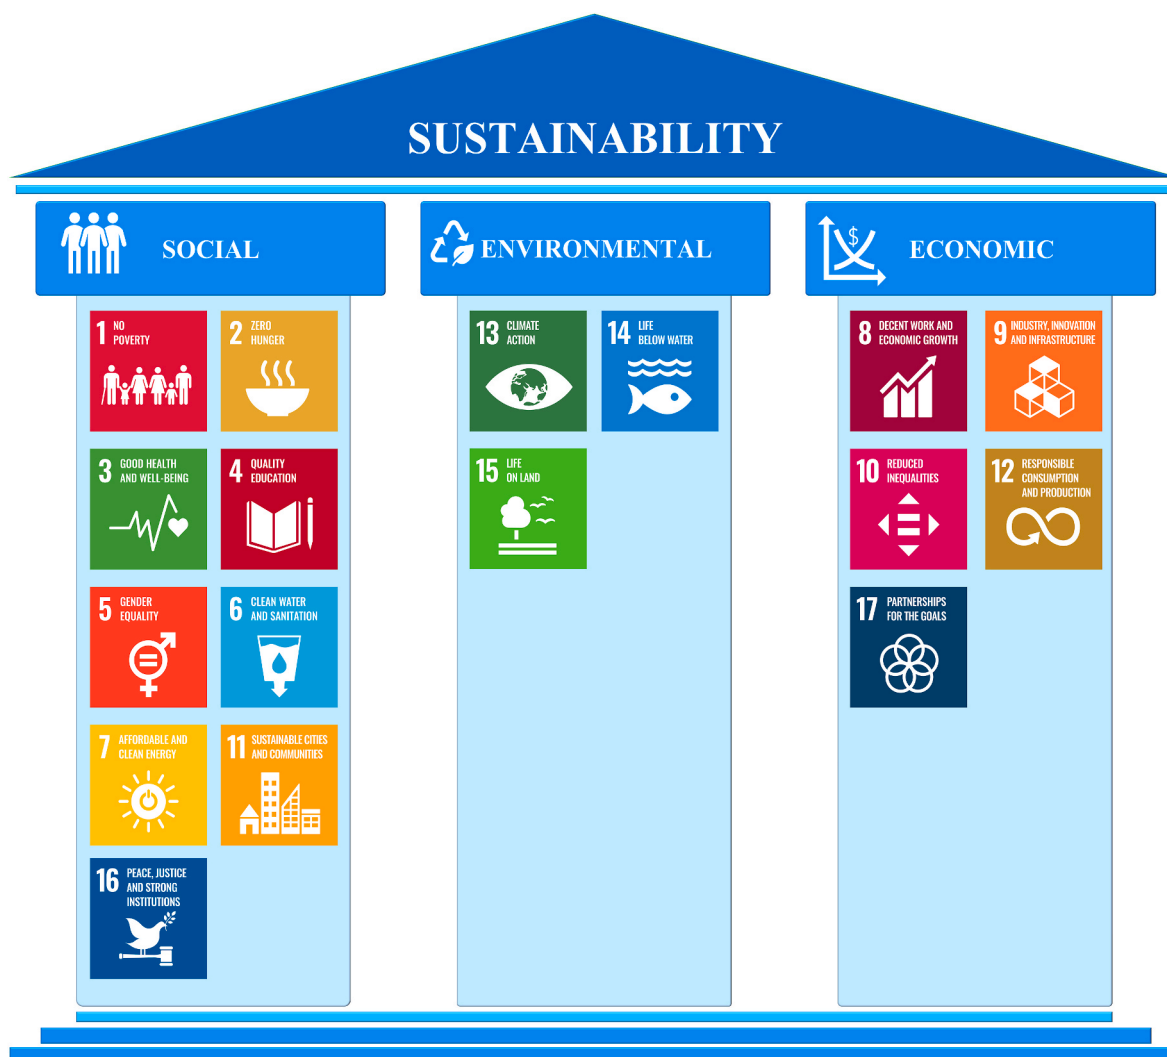 SUSTAINABILITY
SOCIAL
1 NO
POVERTY
2 ZERO
HUNGER
3 GOOD HEALTH
AND WELL-BEING
4 QUALITY
EDUCATION
5 GENDER
EQUALITY
6 CLEAN WATER
AND SANITATION
7 AFFORDABLE AND
CLEAN ENERGY
11 SUSTAINABLE CITIES
AND COMMUNITIES
16 PEACE, JUSTICE
AND STRONG
INSTITUTIONS
ENVIRONMENTAL
13 CLIMATE
ACTION
14 LIFE
BELOW WATER
15 LIFE
ON LAND
$
ECONOMIC
8 DECENT WORK AND
ECONOMIC GROWTH
9 INDUSTRY, INNOVATION
AND INFRASTRUCTURE
10 REDUCED
INEQUALITIES
12 RESPONSIBLE
CONSUMPTION
AND PRODUCTION
17 PARTNERSHIPS
FOR THE GOALS